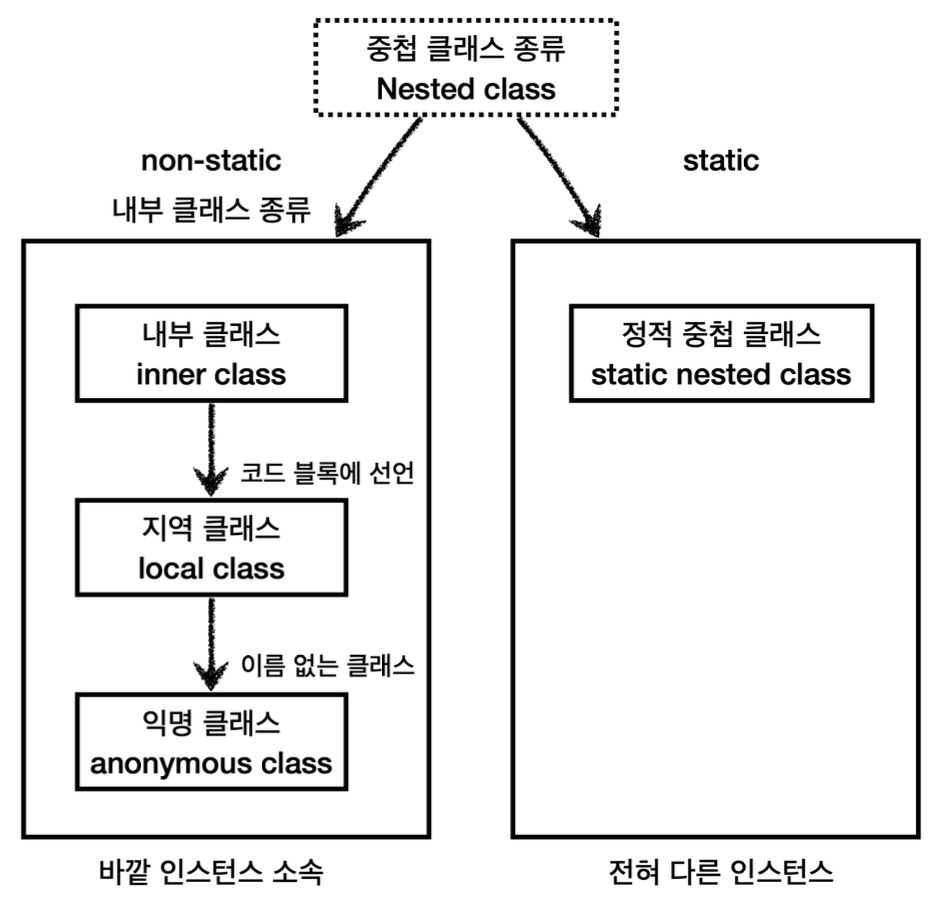 중첩 클래스 종류
Nested class
non-static
내부 클래스 종류
static
내부 클래스
inner class
코드 블록에 선언
지역 클래스
local class
이름 없는 클래스
익명 클래스
anonymous class
바깥 인스턴스 소속
정적 중첩 클래스
static nested class
전혀 다른 인스턴스